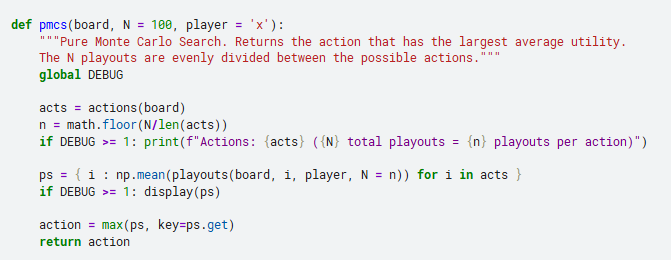 def pmcs(board, N = 100, player = 'x'):
    """Pure Monte Carlo Search. Returns the action that has the largest average utility.
    The N playouts are evenly divided between the possible actions."""
    global DEBUG

    acts = actions(board)
    n = math.floor(N/len(acts))
    if DEBUG >= 1: print(f"Actions: {acts} ({N} total playouts = {n} playouts per action)")

    ps = { i : np.mean(playouts(board, i, player, N = n)) for i in acts }
    if DEBUG >= 1: display(ps)

    action = max(ps, key=ps.get)
    return action